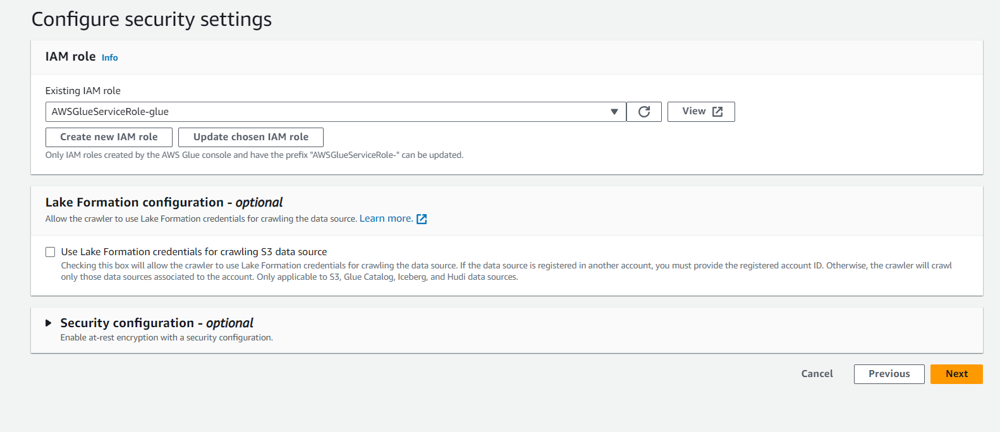 Configure security settings
IAM role Info
Existing IAM role
AWSGlueServiceRole-glue
View
Create new IAM role
Update chosen IAM role
Only IAM roles created by the AWS Glue console and have the prefix "AWSGlueServiceRole-" can be updated.
Lake Formation configuration - optional
Allow the crawler to use Lake Formation credentials for crawling the data source. Learn more.
Use Lake Formation credentials for crawling S3 data source
Checking this box will allow the crawler to use Lake Formation credentials for crawling the data source. If the data source is registered in another account, you must provide the registered account ID. Otherwise, the crawler will crawl
only those data sources associated to the account. Only applicable to S3, Glue Catalog, Iceberg, and Hudi data sources.
Security configuration - optional
Enable at-rest encryption with a security configuration.
Cancel
Previous
Next